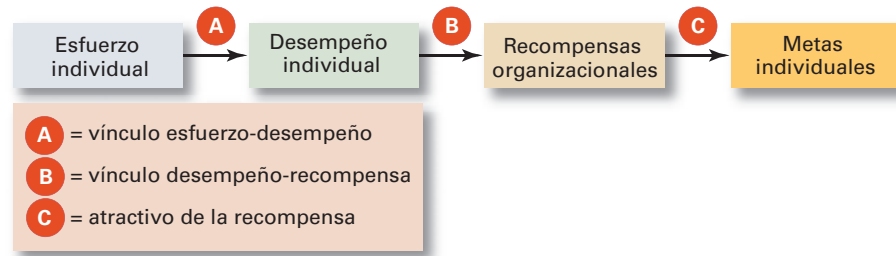 A
B
C
Esfuerzo
individual
Desempeño
individual
Recompensas
organizacionales
Metas
individuales
A = vínculo esfuerzo-desempeño
B = vínculo desempeño-recompensa
C = atractivo de la recompensa